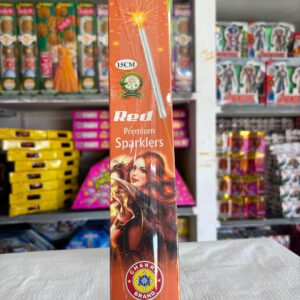 15CM
Red
Premium
Sparklers
CHAKRA
BRAND